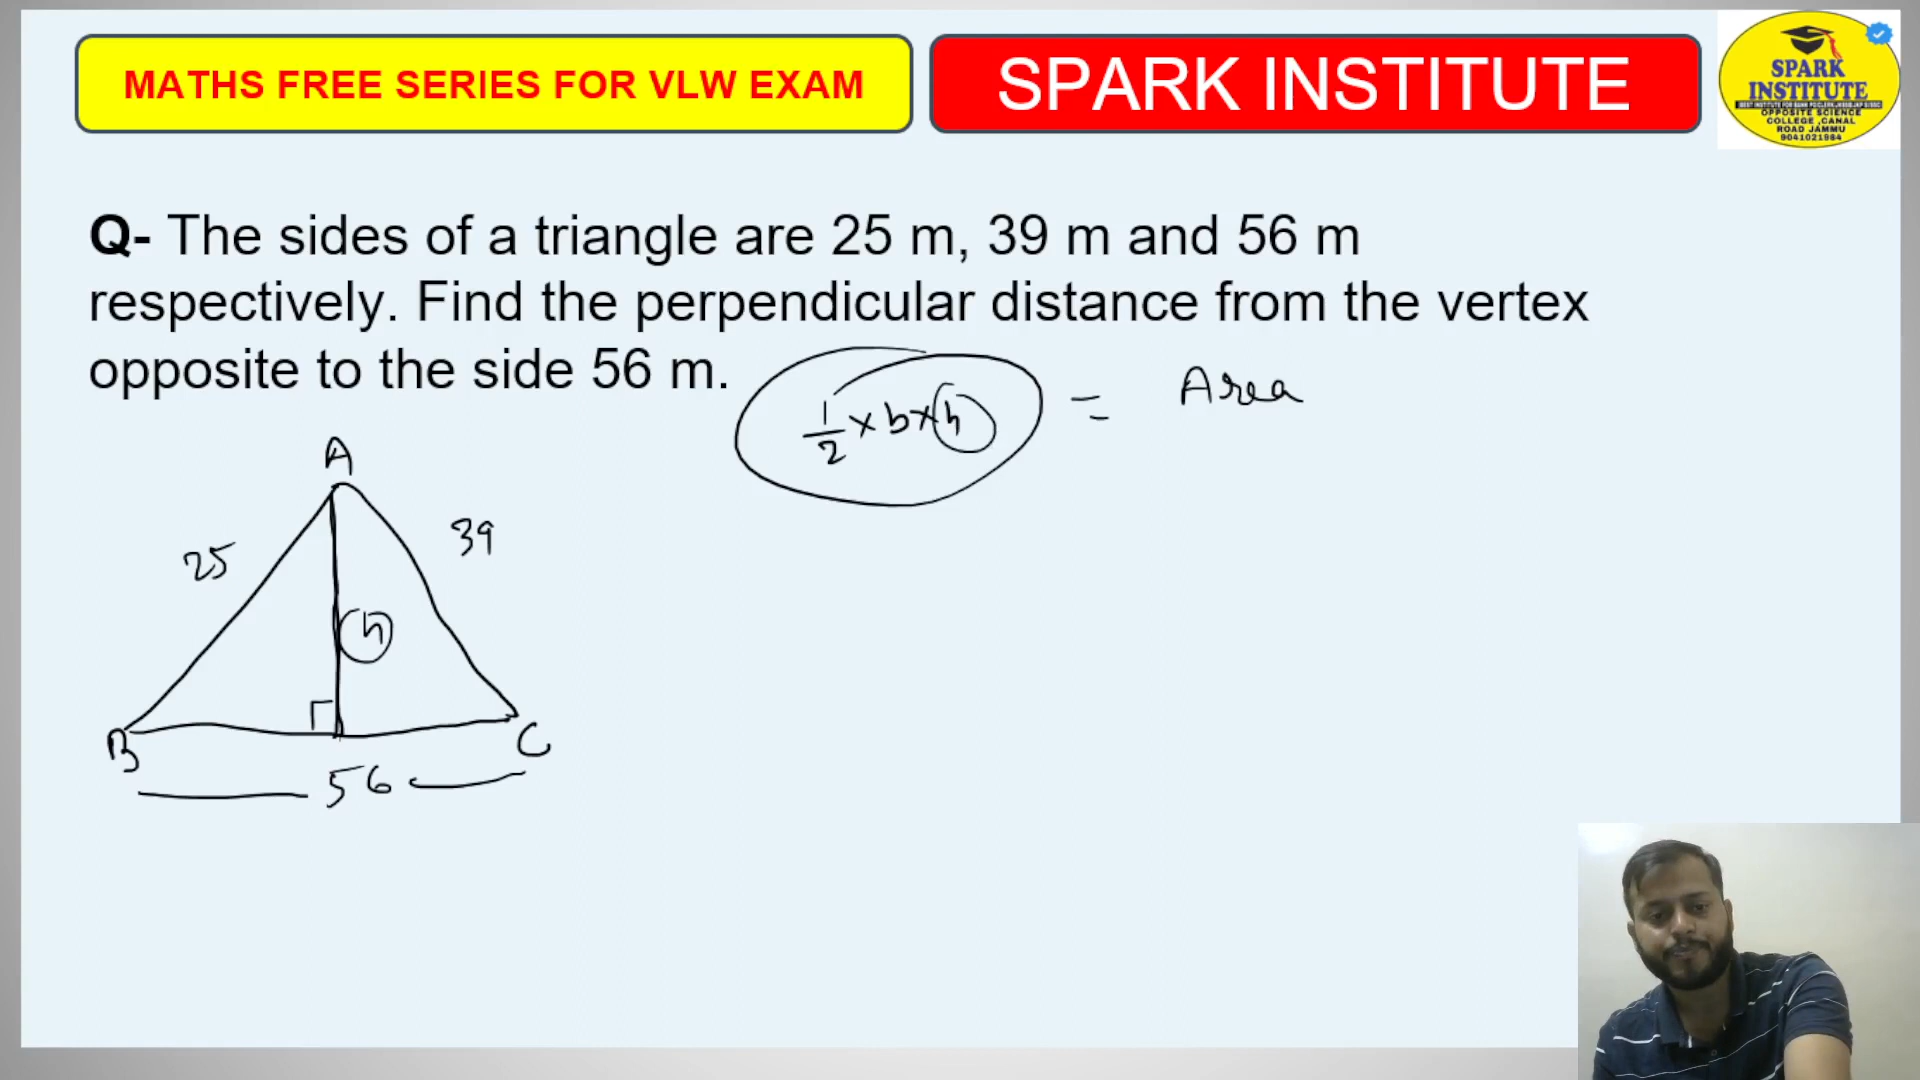 MATHS FREE SERIES FOR VLW EXAM
SPARK INSTITUTE
SPARK
INSTITUTE
OPPOSITE SCIENCE
COLLEGE ,CANAL
ROAD JAMMU
9041021984
Q- The sides of a triangle are 25 m, 39 m and 56 m
respectively. Find the perpendicular distance from the vertex
opposite to the side 56 m.
1/2 × b × h = Area
A
25
39
h
B
C
56